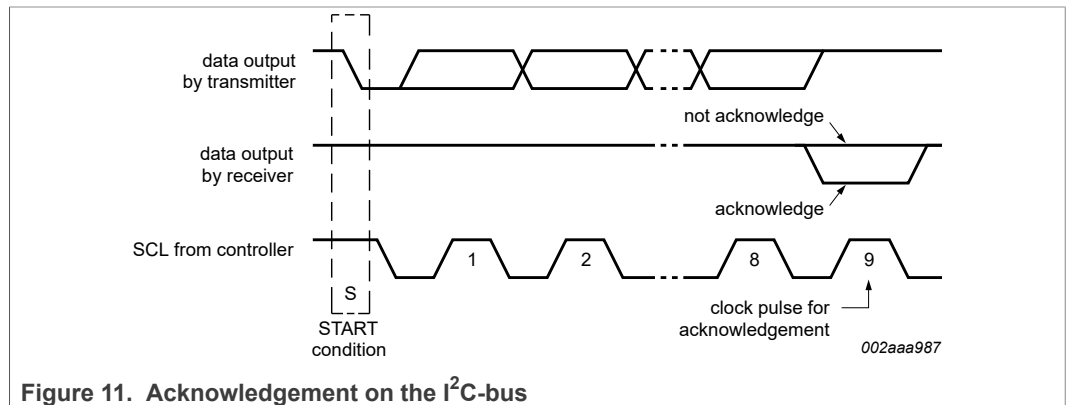 data output
by transmitter
not acknowledge
data output
by receiver
acknowledge
SCL from controller
1
2
8
9
S
START
condition
clock pulse for
acknowledgement
002aaa987
Figure 11. Acknowledgement on the I²C-bus